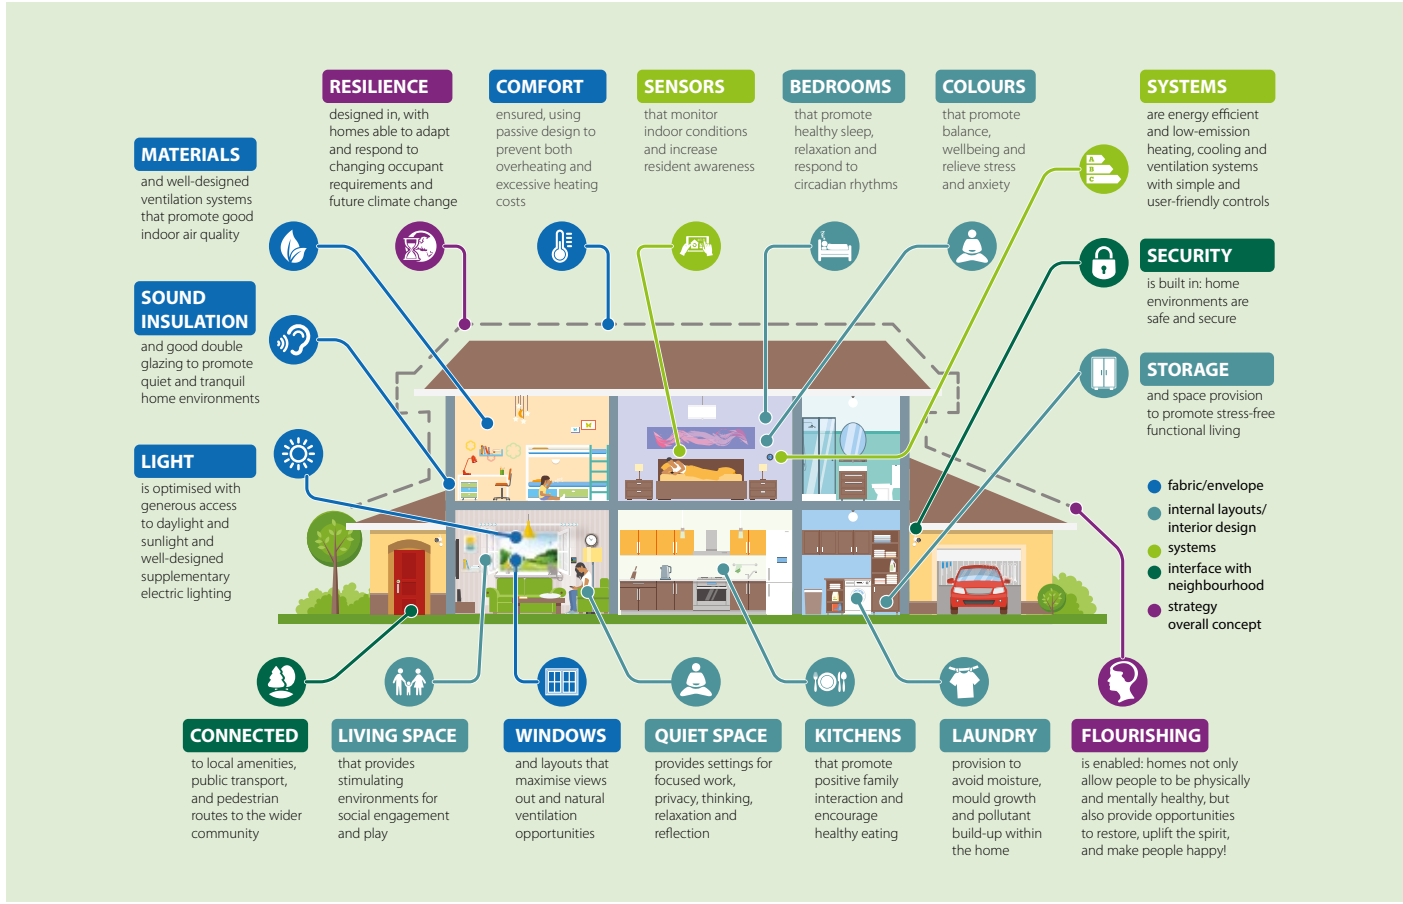 RESILIENCE
designed in, with
homes able to adapt
and respond to
changing occupant
requirements and
future climate change
COMFORT
ensured, using
passive design to
prevent both
overheating and
excessive heating
costs
SENSORS
that monitor
indoor conditions
and increase
resident awareness
BEDROOMS
that promote
healthy sleep,
relaxation and
respond to
circadian rhythms
COLOURS
that promote
balance,
wellbeing and
relieve stress
and anxiety
SYSTEMS
are energy efficient
and low-emission
heating, cooling and
ventilation systems
with simple and
user-friendly controls
A
B
C
MATERIALS
and well-designed
ventilation systems
that promote good
indoor air quality
SECURITY
is built in: home
environments are
safe and secure
SOUND
INSULATION
and good double
glazing to promote
quiet and tranquil
home environments
STORAGE
and space provision
to promote stress-free
functional living
LIGHT
is optimised with
generous access
to daylight and
sunlight and
well-designed
supplementary
electric lighting
fabric/envelope
internal layouts/
interior design
systems
interface with
neighbourhood
strategy
overall concept
CONNECTED
to local amenities,
public transport,
and pedestrian
routes to the wider
community
LIVING SPACE
that provides
stimulating
environments for
social engagement
and play
WINDOWS
and layouts that
maximise views
out and natural
ventilation
opportunities
QUIET SPACE
provides settings for
focused work,
privacy, thinking,
relaxation and
reflection
KITCHENS
that promote
positive family
interaction and
encourage
healthy eating
LAUNDRY
provision to
avoid moisture,
mould growth
and pollutant
build-up within
the home
FLOURISHING
is enabled: homes not only
allow people to be physically
and mentally healthy, but
also provide opportunities
to restore, uplift the spirit,
and make people happy!